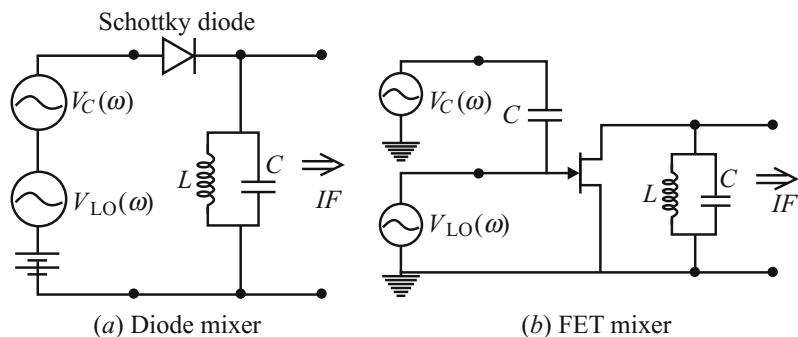 Schottky diode
V_C(ω)
V_LO(ω)
L
C
IF
(a) Diode mixer
V_C(ω)
C
V_LO(ω)
L
C
IF
(b) FET mixer